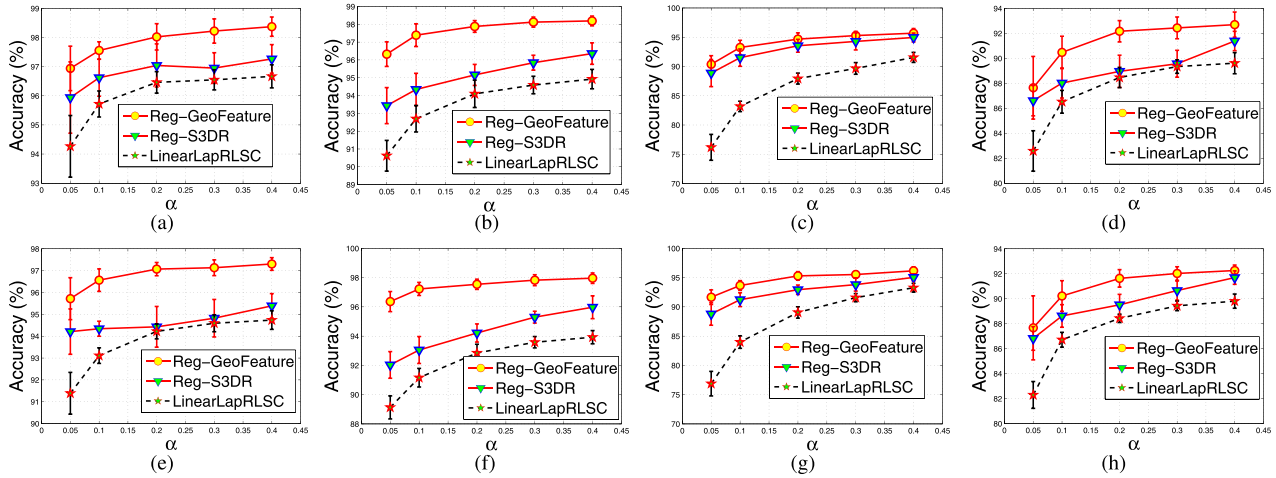 Accuracy (%)
99
98
97
96
95
94
93
0 0.05 0.1 0.15 0.2 0.25 0.3 0.35 0.4 0.45
α
Reg−GeoFeature
Reg−S3DR
LinearLapRLSC
(a)
Accuracy (%)
99
98
97
96
95
94
93
92
91
90
89
0 0.05 0.1 0.15 0.2 0.25 0.3 0.35 0.4 0.45
α
Reg−GeoFeature
Reg−S3DR
LinearLapRLSC
(b)
Accuracy (%)
100
95
90
85
80
75
70
0 0.05 0.1 0.15 0.2 0.25 0.3 0.35 0.4 0.45
α
Reg−GeoFeature
Reg−S3DR
LinearLapRLSC
(c)
Accuracy (%)
94
92
90
88
86
84
82
80
0 0.05 0.1 0.15 0.2 0.25 0.3 0.35 0.4 0.45
α
Reg−GeoFeature
Reg−S3DR
LinearLapRLSC
(d)
Accuracy (%)
98
97
96
95
94
93
92
91
90
0 0.05 0.1 0.15 0.2 0.25 0.3 0.35 0.4 0.45
α
Reg−GeoFeature
Reg−S3DR
LinearLapRLSC
(e)
Accuracy (%)
100
98
96
94
92
90
88
0 0.05 0.1 0.15 0.2 0.25 0.3 0.35 0.4 0.45
α
Reg−GeoFeature
Reg−S3DR
LinearLapRLSC
(f)
Accuracy (%)
100
95
90
85
80
75
70
0 0.05 0.1 0.15 0.2 0.25 0.3 0.35 0.4 0.45
α
Reg−GeoFeature
Reg−S3DR
LinearLapRLSC
(g)
Accuracy (%)
94
92
90
88
86
84
82
80
0 0.05 0.1 0.15 0.2 0.25 0.3 0.35 0.4 0.45
α
Reg−GeoFeature
Reg−S3DR
LinearLapRLSC
(h)